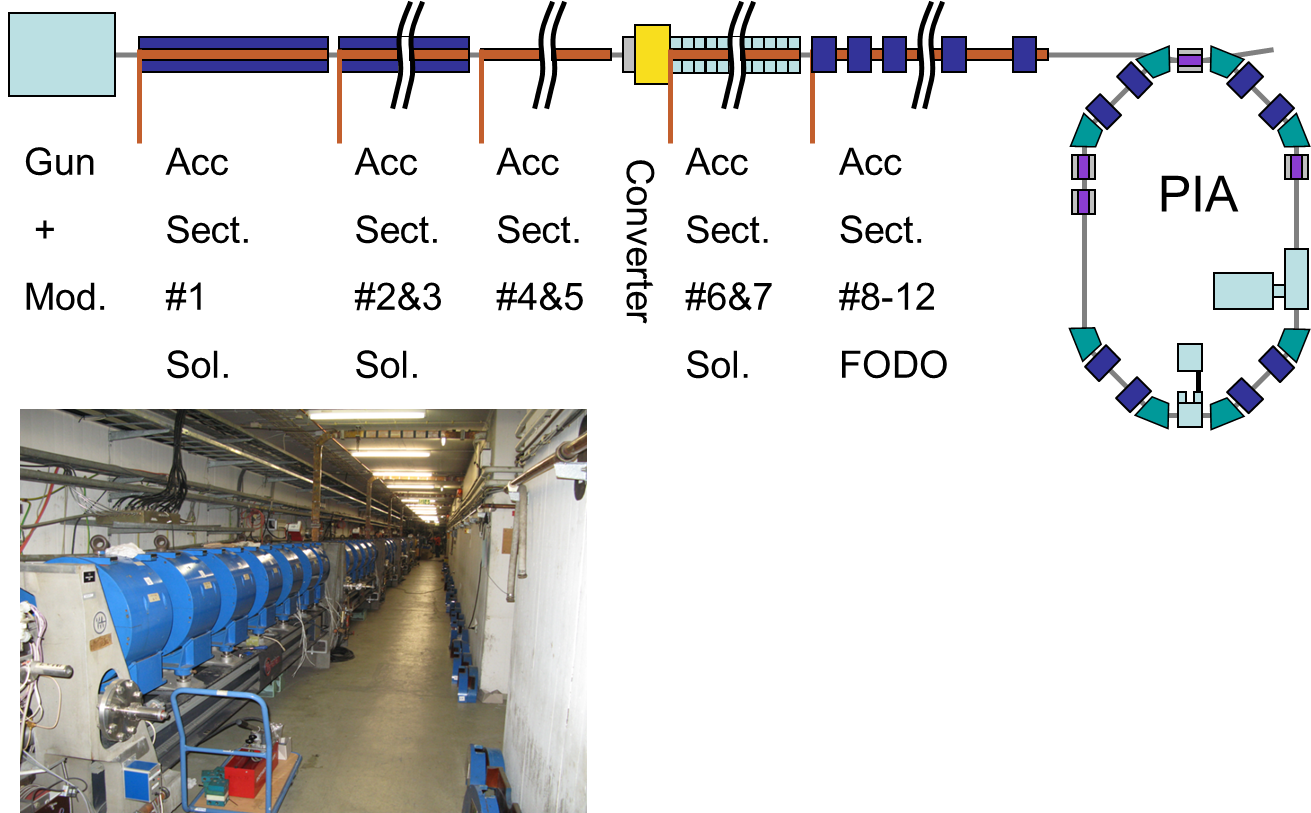 Gun
+
Mod.
Acc
Sect.
#1
Sol.
Acc
Sect.
#2&3
Sol.
Acc
Sect.
#4&5
Converter
Acc
Sect.
#6&7
Sol.
Acc
Sect.
#8-12
FODO
PIA